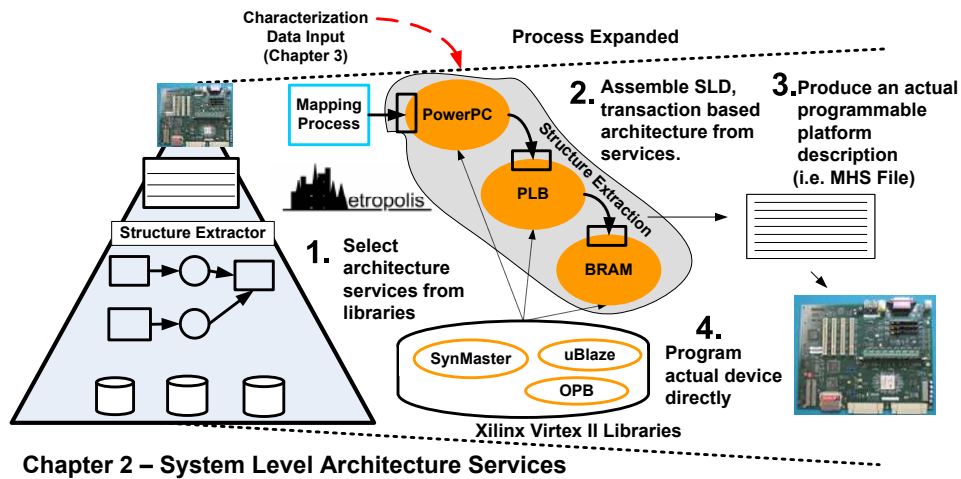 Characterization
Data Input
(Chapter 3)
Process Expanded
Mapping
Process
PowerPC
PLB
BRAM
Structure Extraction
2. Assemble SLD,
transaction based
architecture from
services.
3. Produce an actual
programmable
platform
description
(i.e. MHS File)
etropolis
Structure Extractor
1. Select
architecture
services from
libraries
SynMaster
uBlaze
OPB
Xilinx Virtex II Libraries
4. Program
actual device
directly
Chapter 2 – System Level Architecture Services